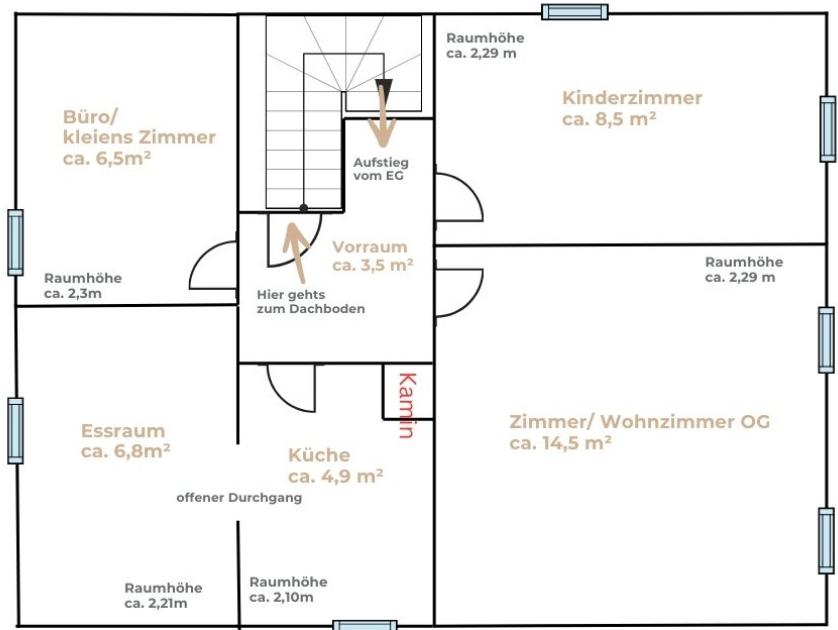 Raumhöhe
ca. 2,29 m
Kinderzimmer
ca. 8,5 m²
Büro/
kleiens Zimmer
ca. 6,5m²
Aufstieg
vom EG
Vorraum
ca. 3,5 m²
Raumhöhe
ca. 2,3m
Hier gehts
zum Dachboden
Raumhöhe
ca. 2,29 m
Kamin
Essraum
ca. 6,8m²
Küche
ca. 4,9 m²
Zimmer/ Wohnzimmer OG
ca. 14,5 m²
offener Durchgang
Raumhöhe
ca. 2,21m
Raumhöhe
ca. 2,10m